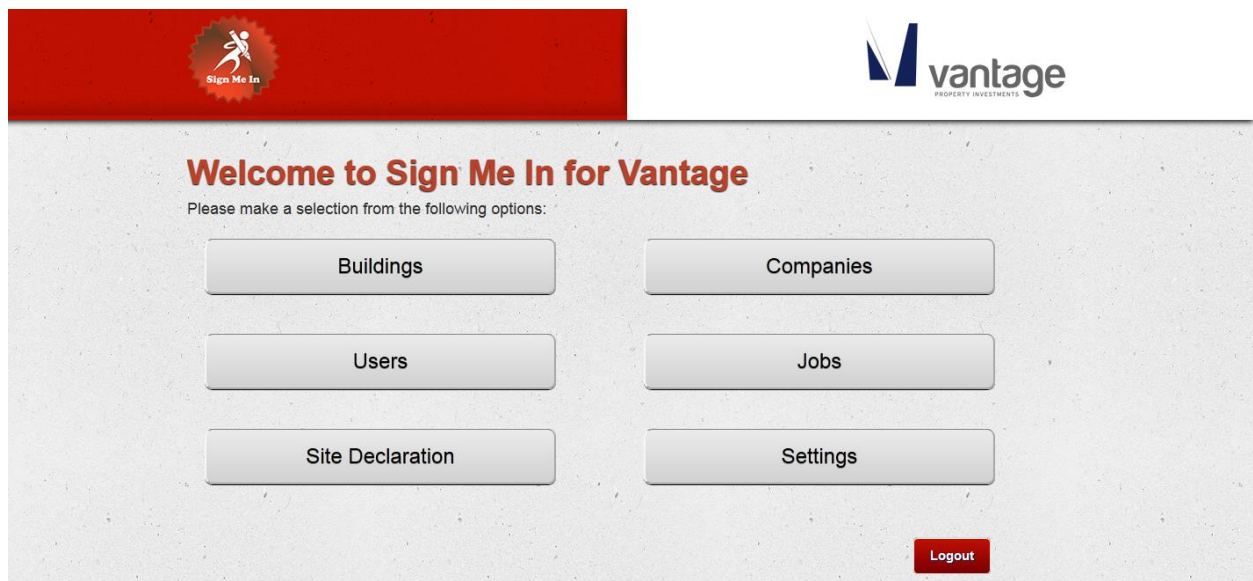 Sign Me In
vantage
PROPERTY INVESTMENTS
Welcome to Sign Me In for Vantage
Please make a selection from the following options:
Buildings
Companies
Users
Jobs
Site Declaration
Settings
Logout